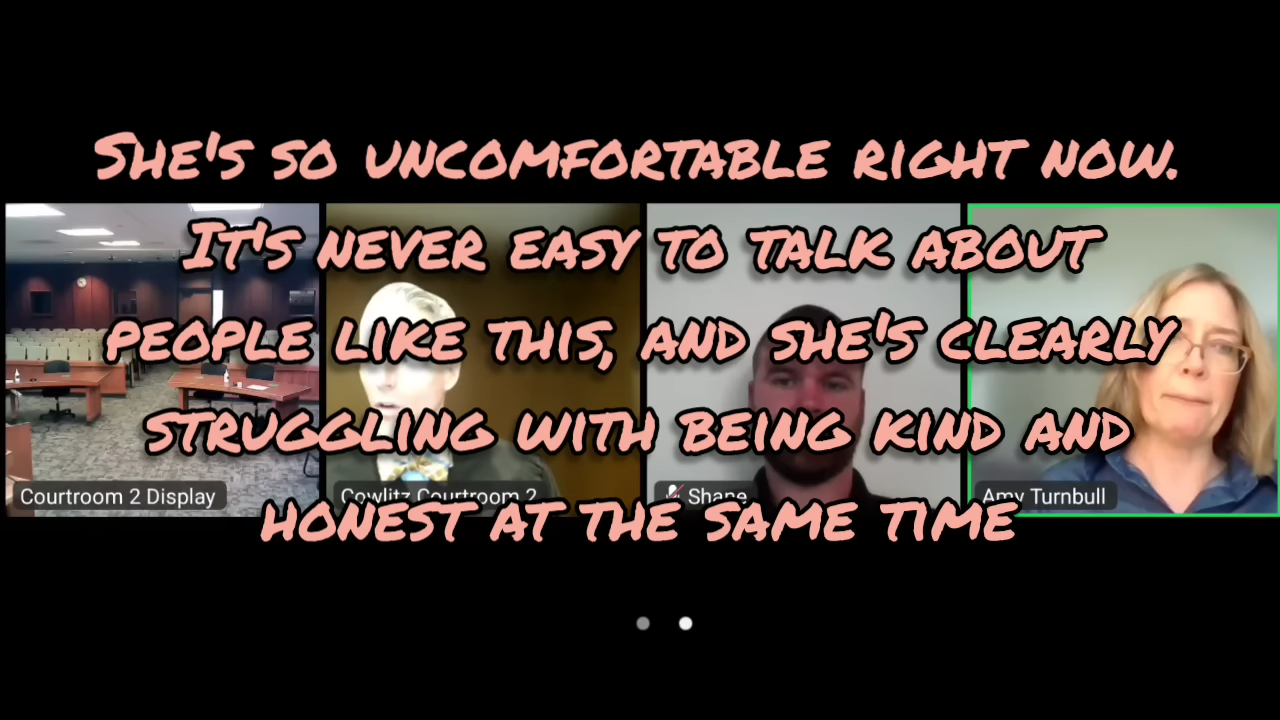 She's so uncomfortable right now.
It's never easy to talk about
people like this, and she's clearly
struggling with being kind and
honest at the same time
Courtroom 2 Display
Cowlitz Courtroom 2
Shane
Amy Turnbull